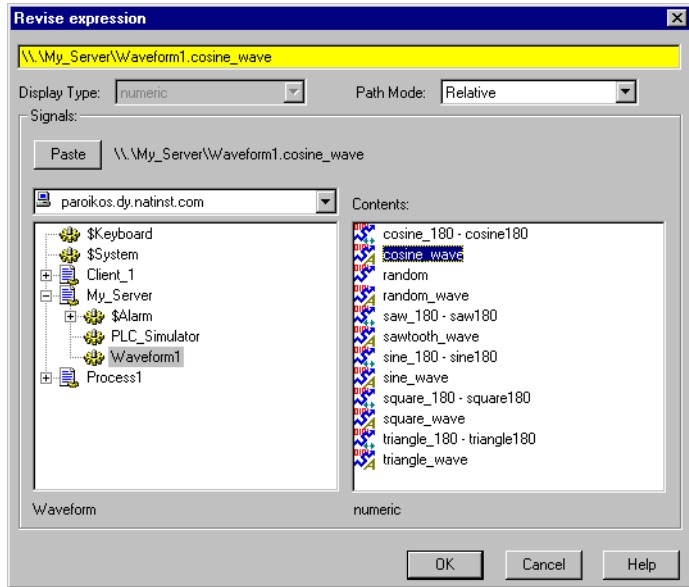 Revise expression
\\.\My_Server\Waveform1.cosine_wave
Display Type: numeric Path Mode: Relative
Signals:
Paste \\.\My_Server\Waveform1.cosine_wave
paroikos.dy.natinst.com
$Keyboard
$System
Client_1
My_Server
$Alarm
PLC_Simulator
Waveform1
Process1
Waveform
Contents:
cosine_180 - cosine180
cosine_wave
random
random_wave
saw_180 - saw180
sawtooth_wave
sine_180 - sine180
sine_wave
square_180 - square180
square_wave
triangle_180 - triangle180
triangle_wave
numeric
OK Cancel Help